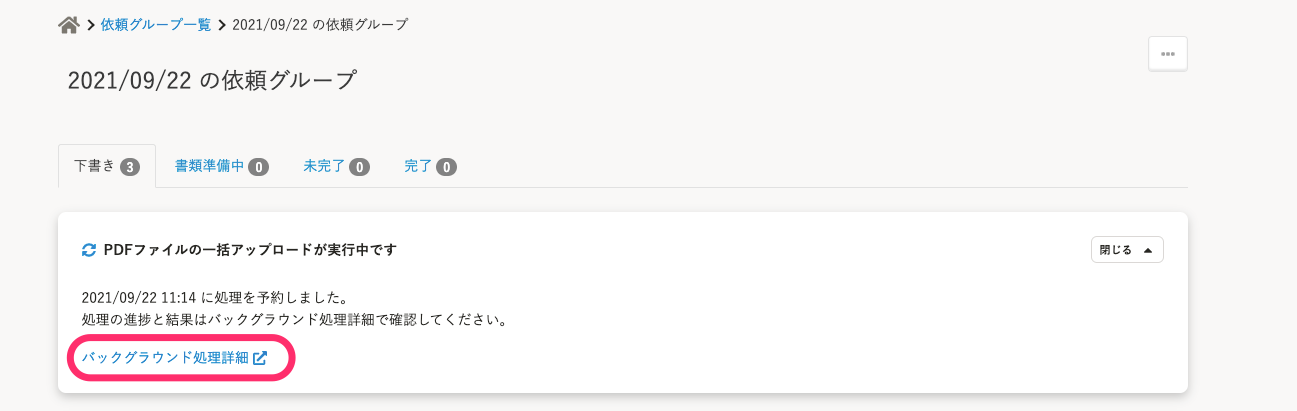 依頼グループ一覧 2021/09/22 の依頼グループ
2021/09/22 の依頼グループ
下書き 3 書類準備中 0 未完了 0 完了 0
PDFファイルの一括アップロードが実行中です 閉じる
2021/09/22 11:14 に処理を予約しました。
処理の進捗と結果はバックグラウンド処理詳細で確認してください。
バックグラウンド処理詳細